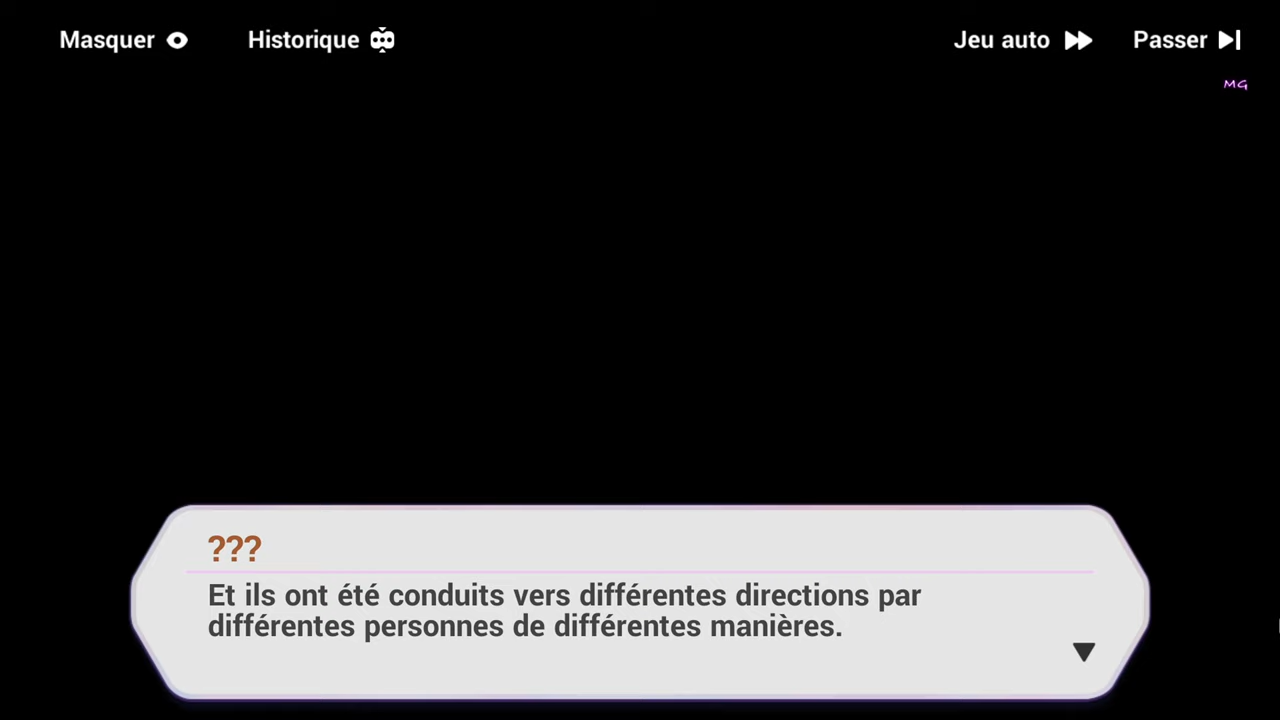 Masquer Historique Jeu auto Passer
MG
???
Et ils ont été conduits vers différentes directions par
différentes personnes de différentes manières.